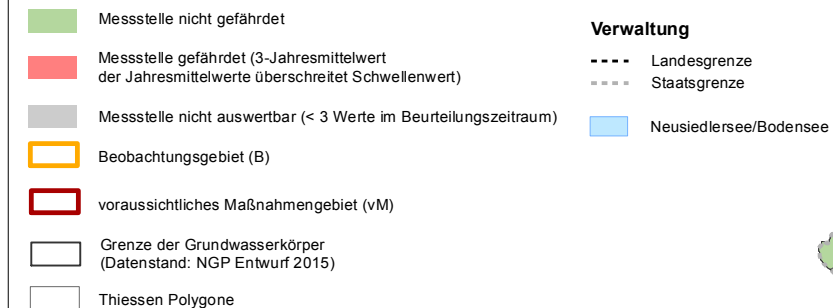 Messstelle nicht gefährdet
Messstelle gefährdet (3-Jahresmittelwert
der Jahresmittelwerte überschreitet Schwellenwert)
Messstelle nicht auswertbar (< 3 Werte im Beurteilungszeitraum)
Beobachtungsgebiet (B)
voraussichtliches Maßnahmengebiet (vM)
Grenze der Grundwasserkörper
(Datenstand: NGP Entwurf 2015)
Thiessen Polygone
Verwaltung
Landesgrenze
Staatsgrenze
Neusiedlersee/Bodensee